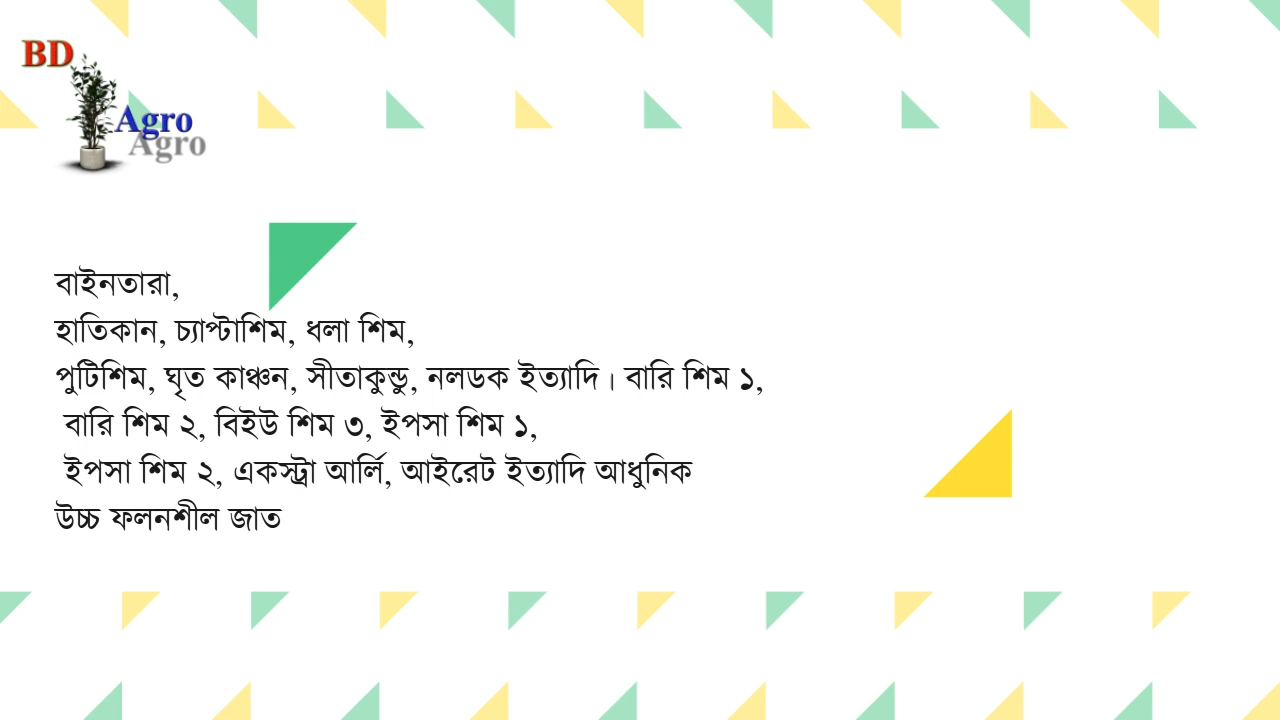 BD
Agro
Agro
বাইনতারা,
হাতিকান, চ্যাপ্টাশিম, ধলা শিম,
পুটিশিম, ঘৃত কাঞ্চন, সীতাকুন্ডু, নলডক ইত্যাদি। বারি শিম ১,
বারি শিম ২, বিইউ শিম ৩, ইপসা শিম ১,
ইপসা শিম ২, একস্ট্রা আর্লি, আইরেট ইত্যাদি আধুনিক
উচ্চ ফলনশীল জাত